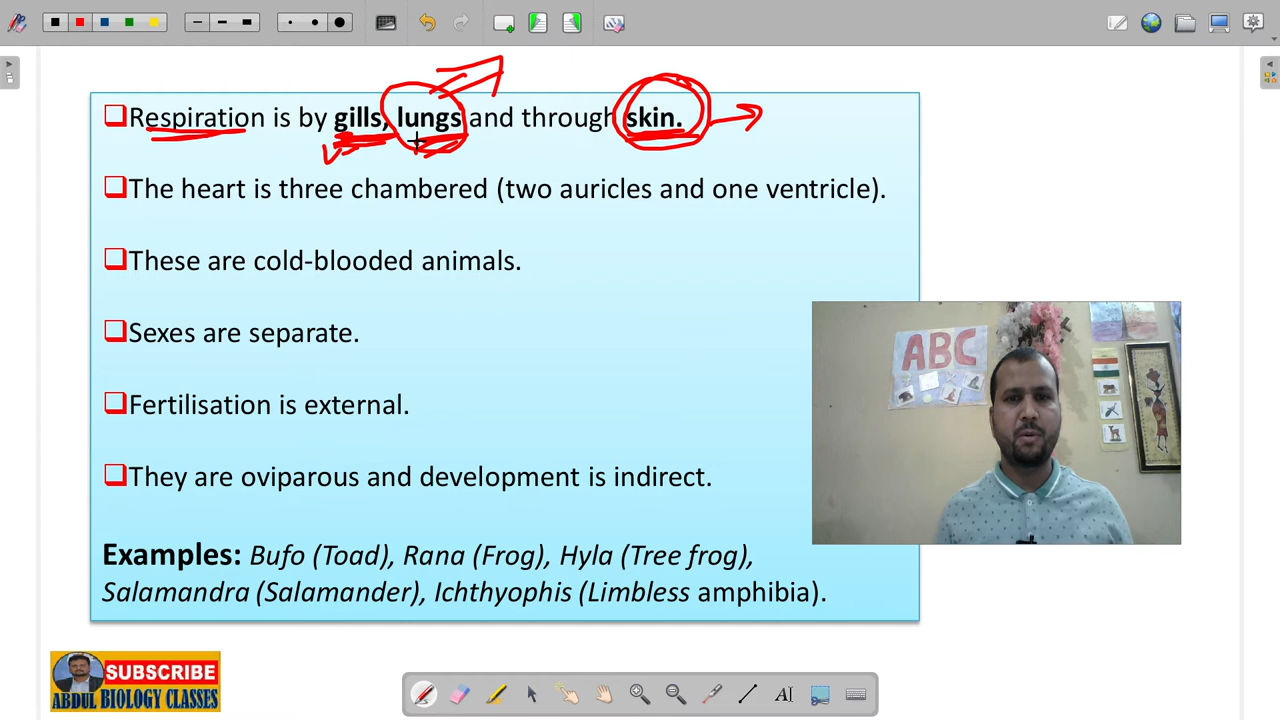 Respiration is by gills, lungs and through skin.
The heart is three chambered (two auricles and one ventricle).
These are cold-blooded animals.
Sexes are separate.
Fertilisation is external.
They are oviparous and development is indirect.
Examples: Bufo (Toad), Rana (Frog), Hyla (Tree frog),
Salamandra (Salamander), Ichthyophis (Limbless amphibia).
ABC
SUBSCRIBE
ABDUL BIOLOGY CLASSES
AI